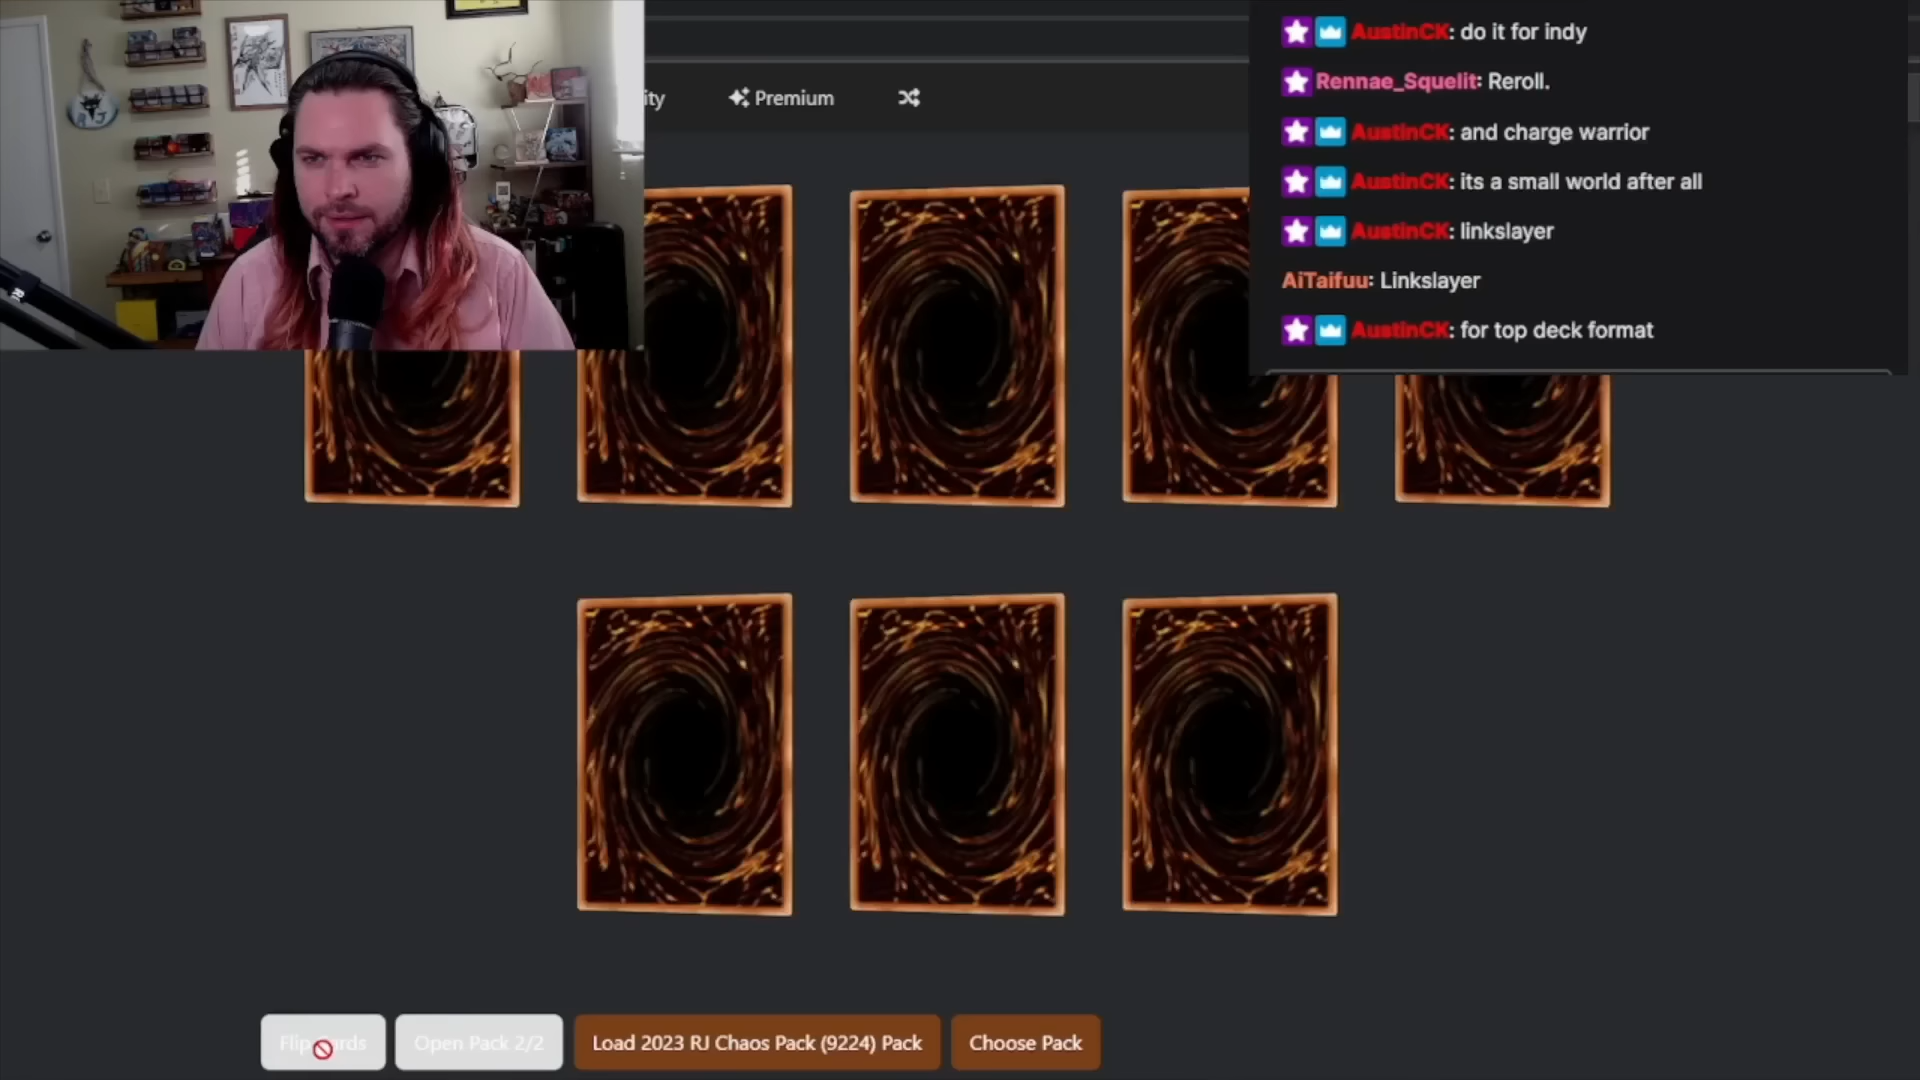 AustinCK: do it for indy
ity
Premium
Rennae_Squelit: Reroll.
AustinCK: and charge warrior
AustinCK: its a small world after all
AustinCK: linkslayer
AiTaifuu: Linkslayer
AustinCK: for top deck format
Open Pack 2/2
Load 2023 RJ Chaos Pack (9224) Pack
Choose Pack